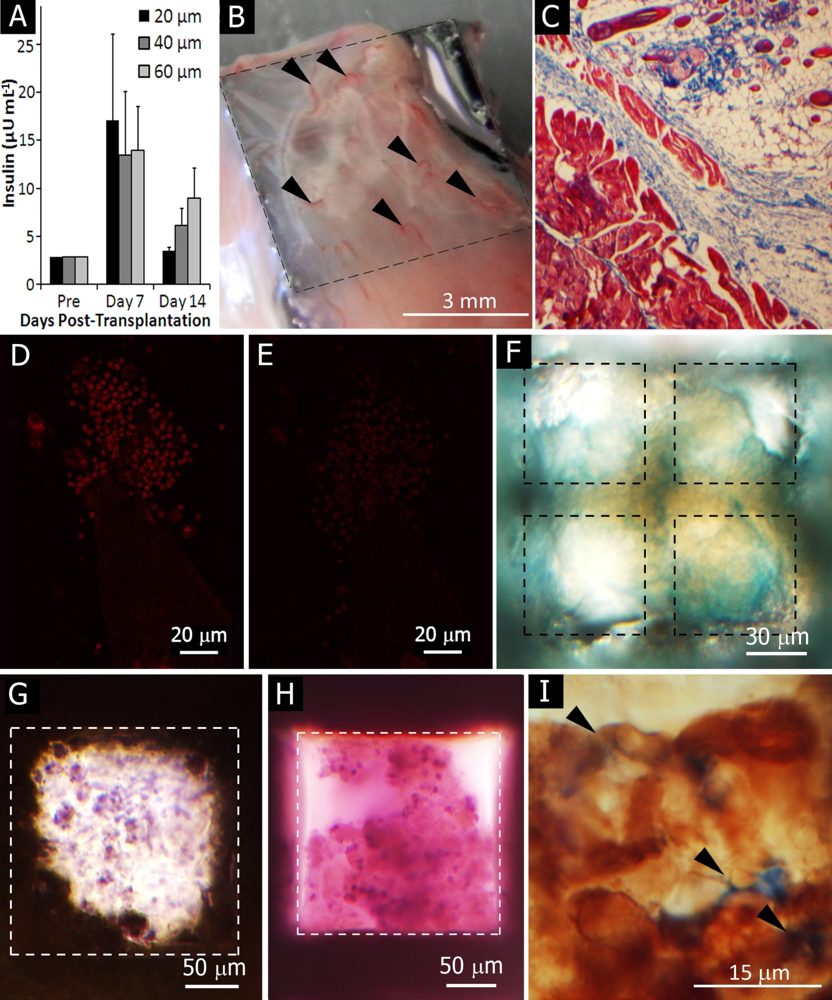 A
20 μm
40 μm
60 μm
25
20
15
10
5
0
Insulin (μU mL-1)
Pre Day 7 Day 14
Days Post-Transplantation
B
3 mm
C
D
20 μm
E
20 μm
F
30 μm
G
50 μm
H
50 μm
I
15 μm